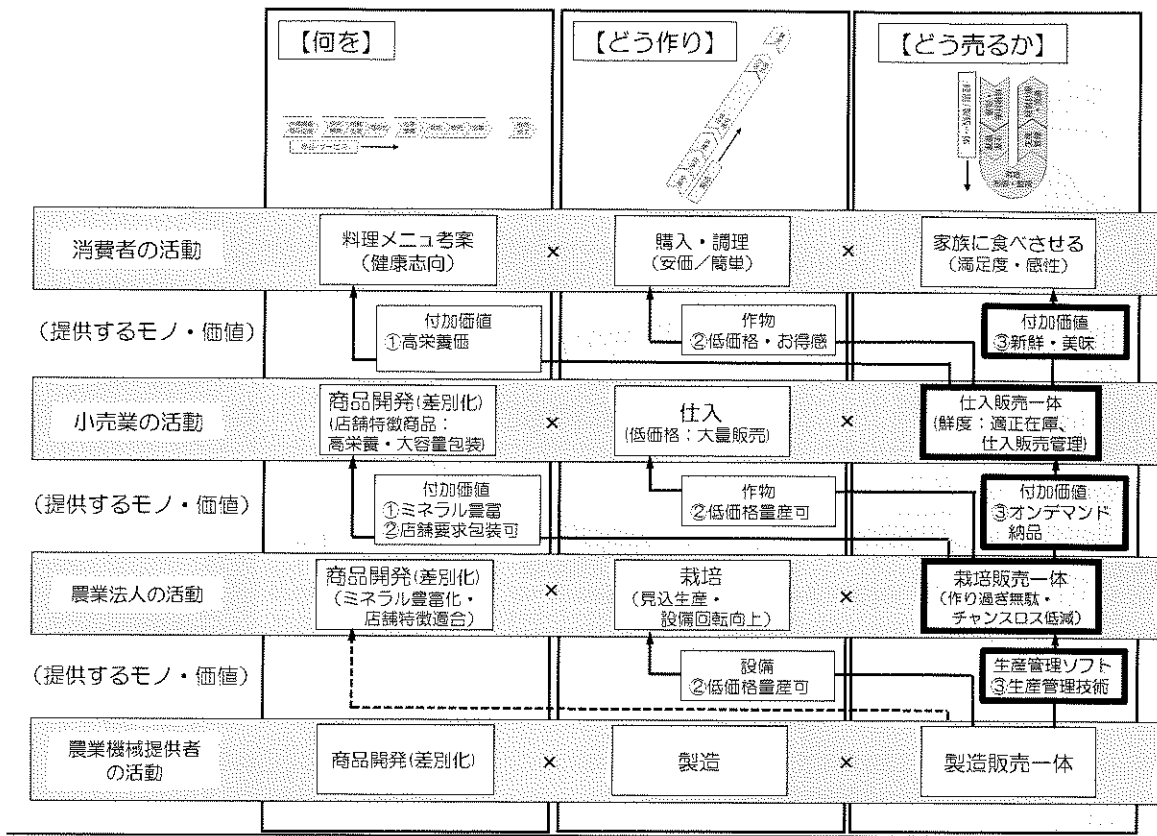 【何を】
【どう作り】
【どう売るか】
消費者の活動
料理メニュー考案
(健康志向)
×
購入・調理
(安価／簡単)
×
家族に食べさせる
(満足度・感性)
(提供するモノ・価値)
付加価値
①高栄養価
作物
②低価格・お得感
付加価値
③新鮮・美味
小売業の活動
商品開発(差別化)
(店舗特徴商品：
高栄養・大容量包装)
×
仕入
(低価格：大量販売)
×
仕入販売一体
(鮮度：適正在庫、
仕入販売管理)
(提供するモノ・価値)
付加価値
①ミネラル豊富
②店舗要求包装可
作物
②低価格量産可
付加価値
③オンデマンド
納品
農業法人の活動
商品開発(差別化)
(ミネラル豊富化・
店舗特徴適合)
×
栽培
(見込生産・
設備回転向上)
×
栽培販売一体
(作り過ぎ無駄・
チャンスロス低減)
(提供するモノ・価値)
設備
②低価格量産可
生産管理ソフト
③生産管理技術
農業機械提供者
の活動
商品開発(差別化)
×
製造
×
製造販売一体